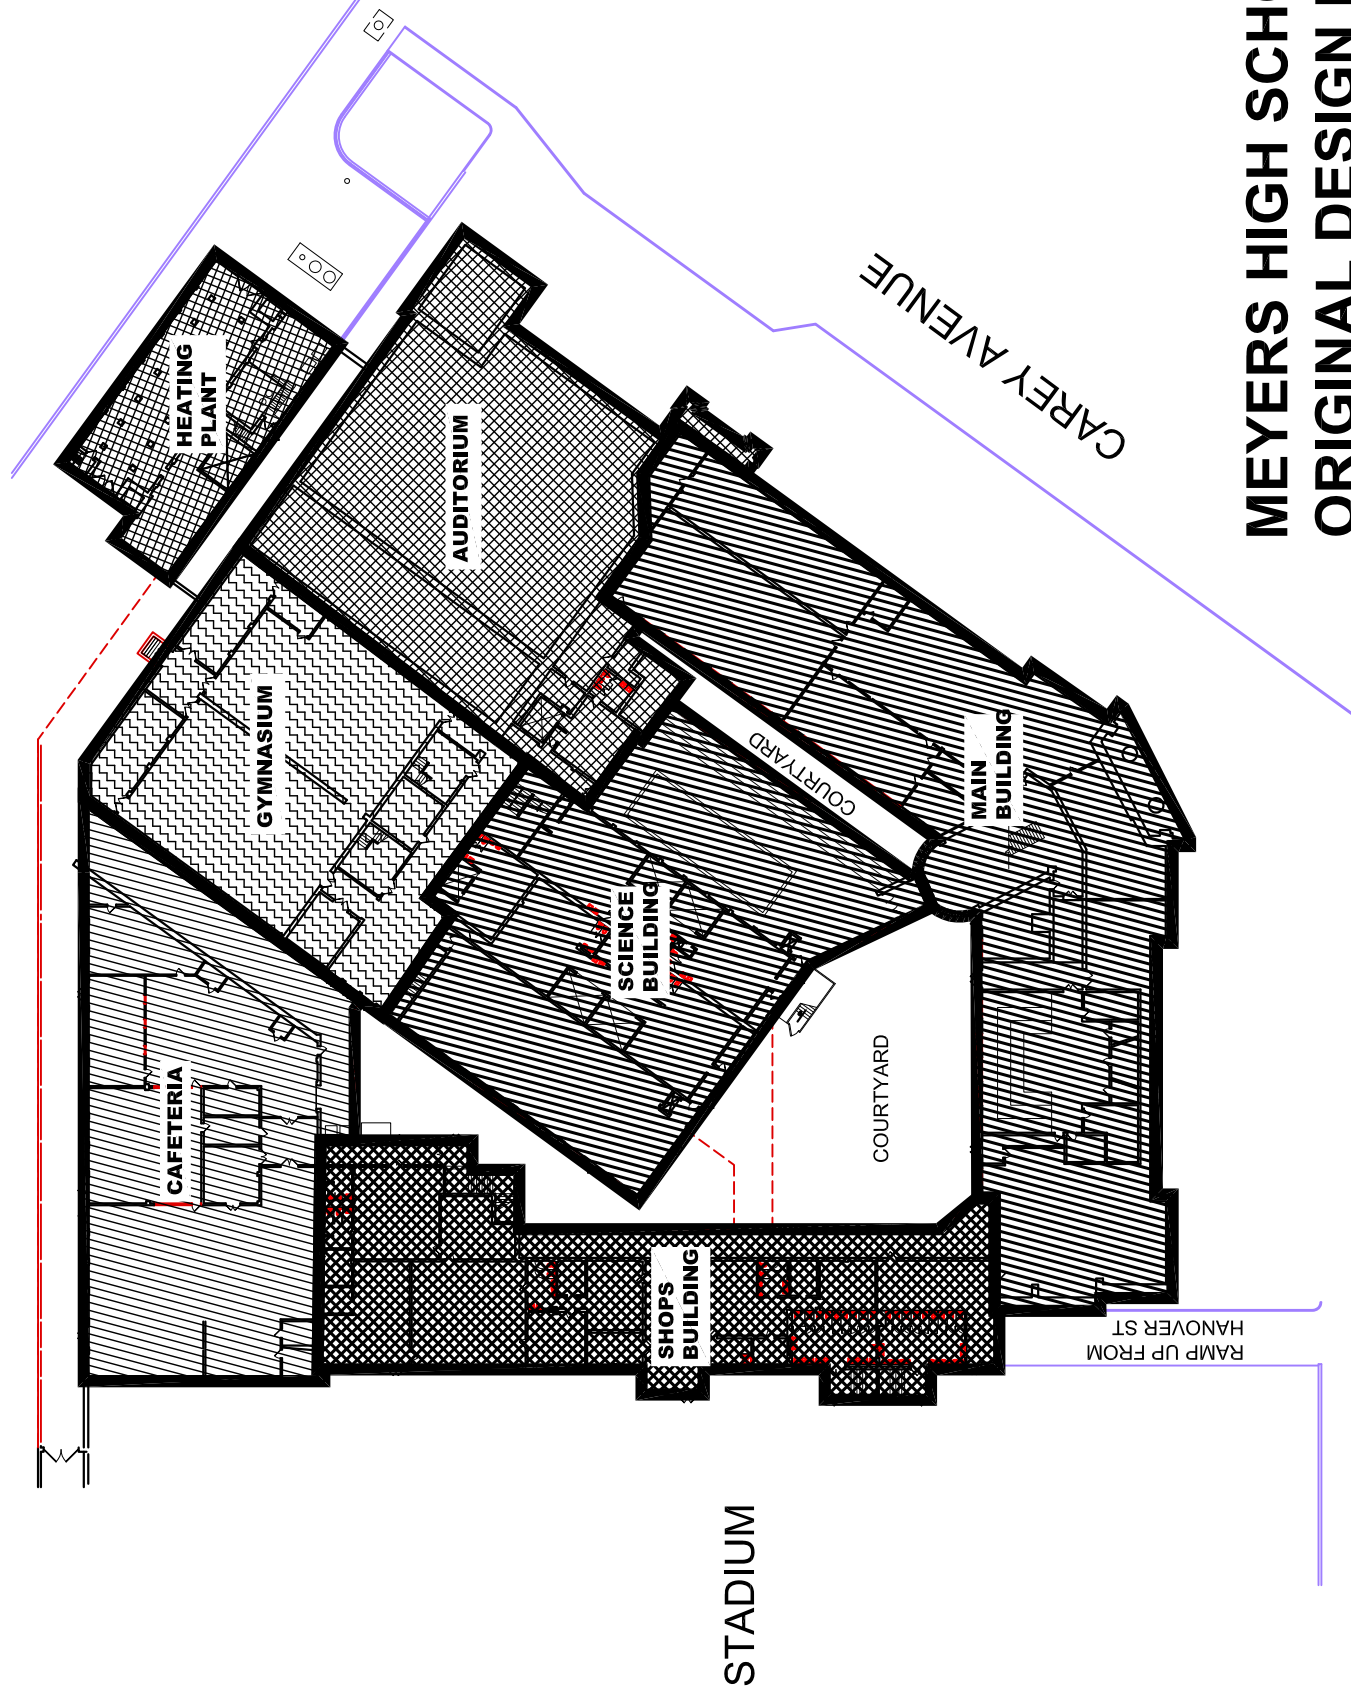 MEYERS HIGH
ORIGINAL DESIGN
CAREY AVENUE
HEATING
PLANT
AUDITORIUM
GYMNASIUM
COURTYARD
MAIN
BUILDING
SCIENCE
BUILDING
CAFETERIA
COURTYARD
SHOPS
BUILDING
RAMP UP FROM
HANOVER ST
STADIUM